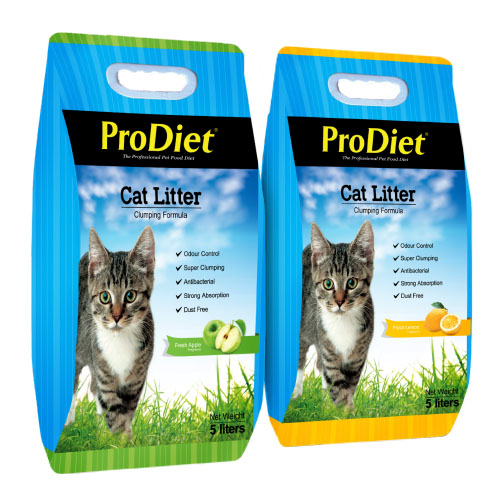 ProDiet®
The Professional Pet Food Diet
Cat Litter
Clumping Formula
✓ Odour Control
✓ Super Clumping
✓ Antibacterial
✓ Strong Absorption
✓ Dust Free
Fresh Apple
Net Weight
5 liters
ProDiet®
The Professional Pet Food Diet
Cat Litter
Clumping Formula
✓ Odour Control
✓ Super Clumping
✓ Antibacterial
✓ Strong Absorption
✓ Dust Free
Fresh Lemon
Net Weight
5 liters